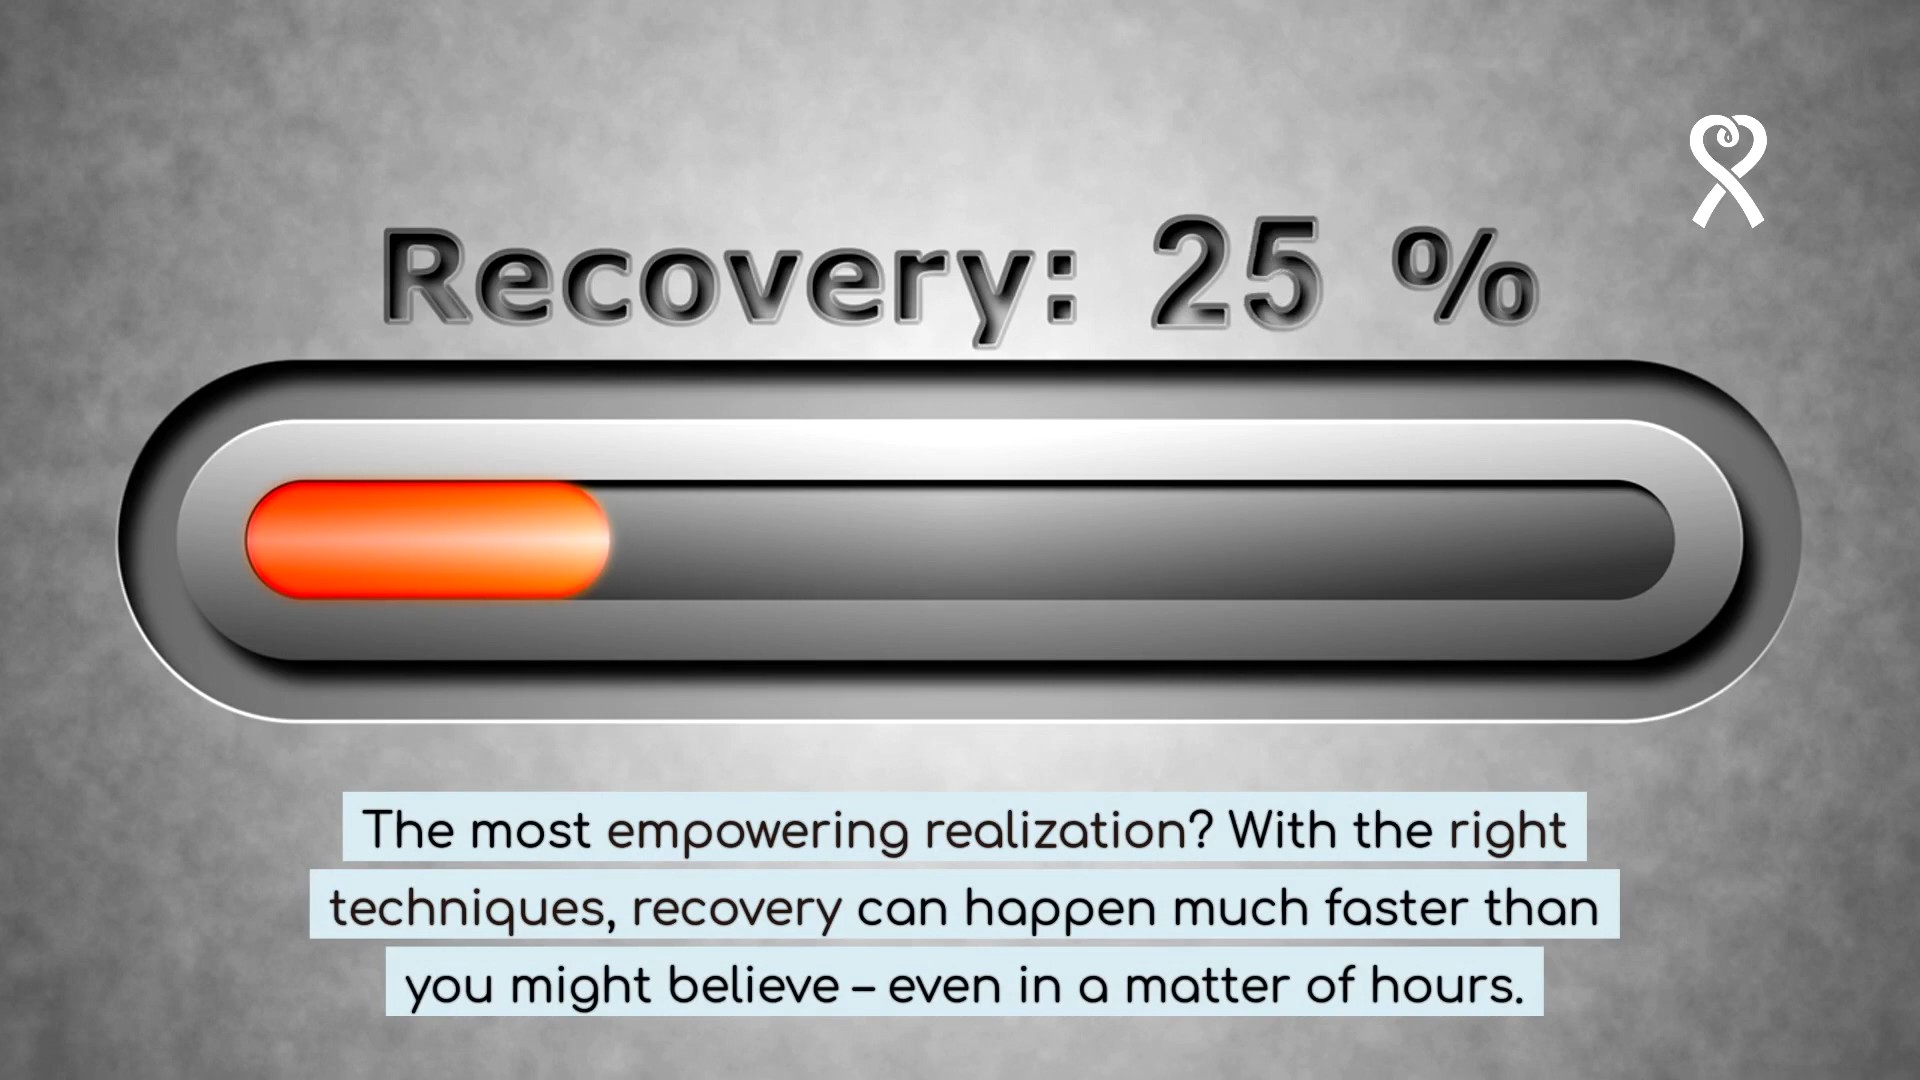 Recovery: 25 %
The most empowering realization? With the right
techniques, recovery can happen much faster than
you might believe – even in a matter of hours.